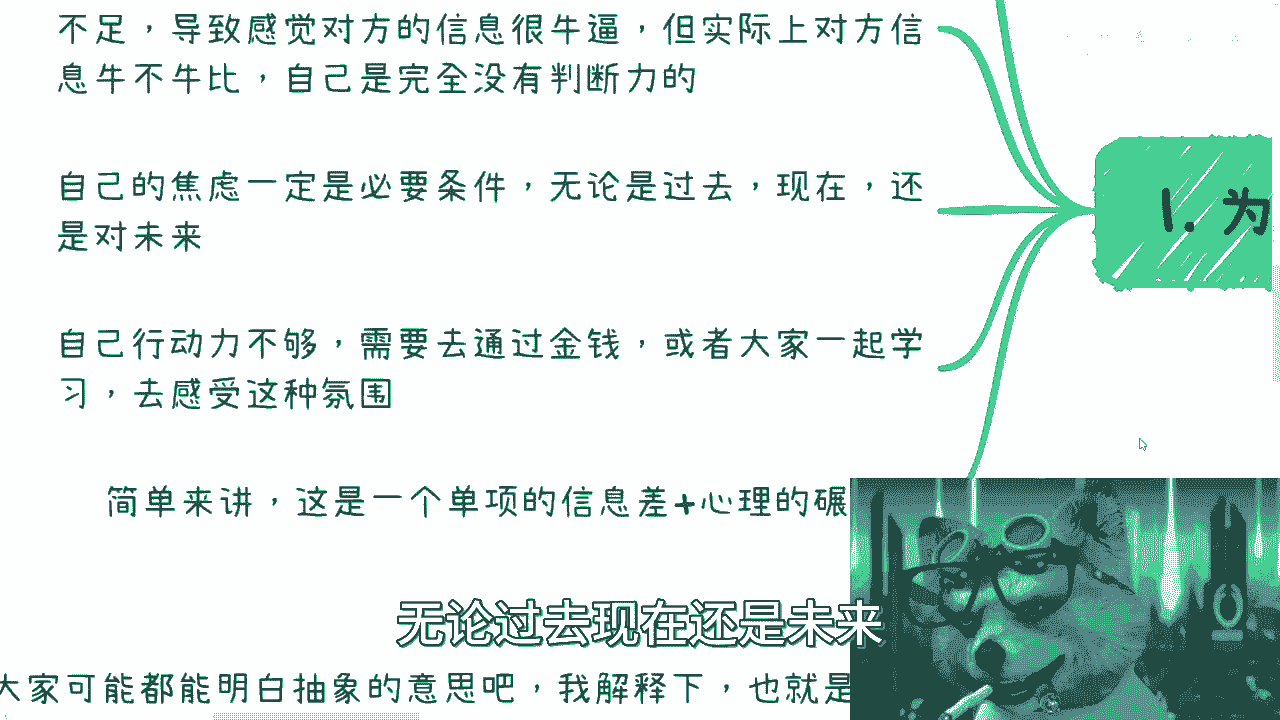 不足，导致感觉对方的信息很牛逼，但实际上对方信
息牛不牛比，自己是完全没有判断力的
自己的焦虑一定是必要条件，无论是过去，现在，还
是对未来
1. 为
自己行动力不够，需要去通过金钱，或者大家一起学
习，去感受这种氛围
简单来讲，这是一个单项的信息差+心理的碾
无论过去现在还是未来
大家可能都能明白抽象的意思吧，我解释下，也就是